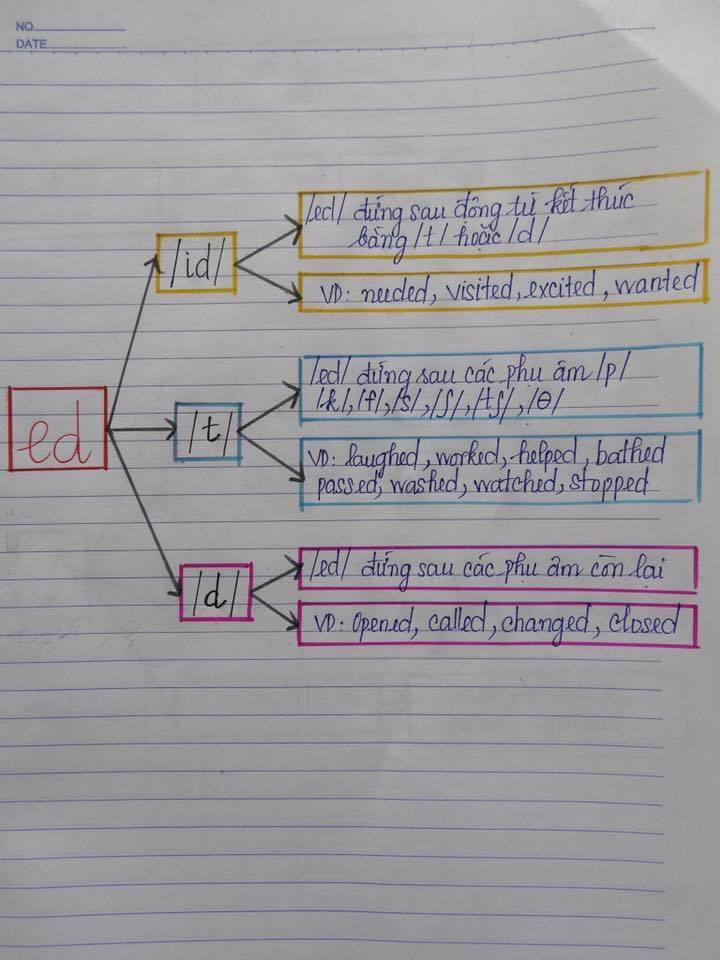 NO
DATE
/ed/ đứng sau động từ kết thúc
bằng /t/ hoặc /d/
/id/
VD: needed, visited, excited, wanted
/ed/ đứng sau các phụ âm /p/
/k/, /f/, /s/, /ʃ/, /tʃ/, /θ/
ed
/t/
VD: laughed, worked, helped, bathed
passed, washed, watched, stopped
/ed/ đứng sau các phụ âm còn lại
/d/
VD: opened, called, changed, closed